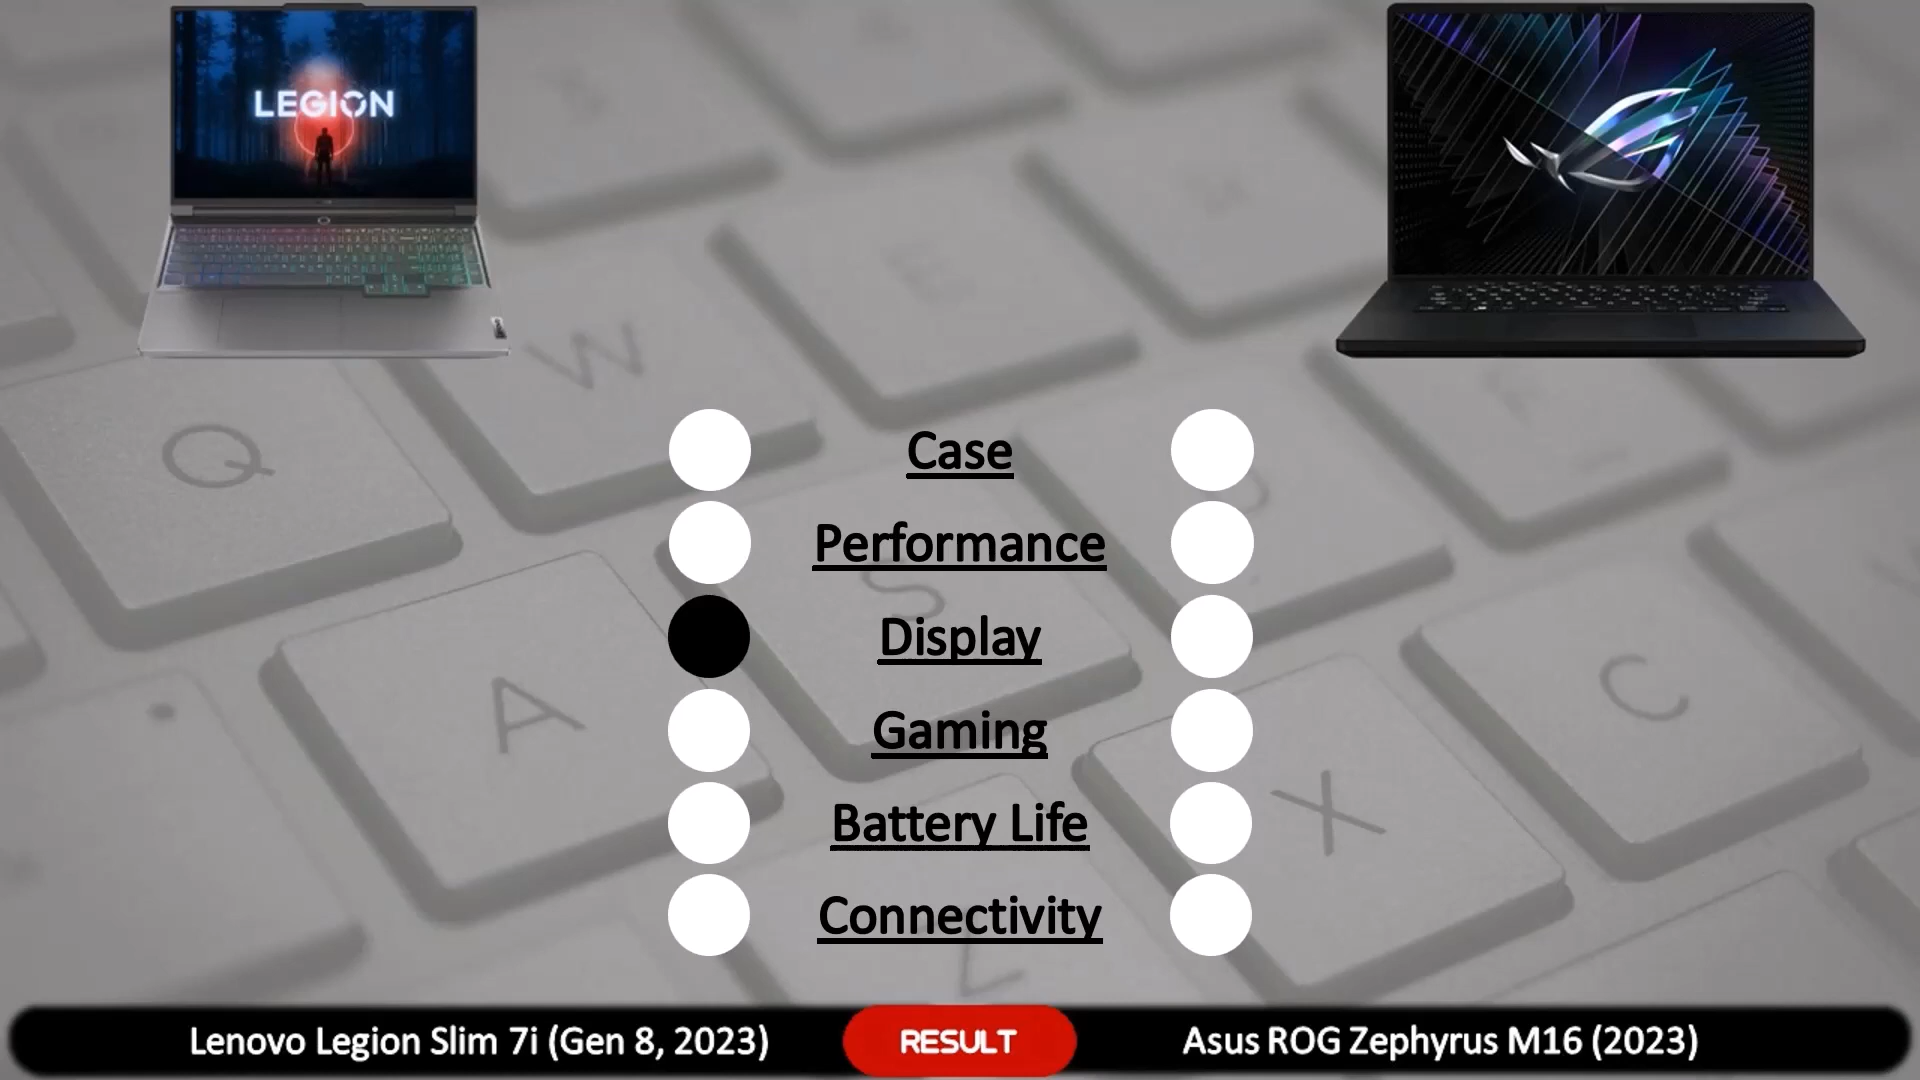 LEGION
Q
W
A
S
X
C
Z
Case
Performance
Display
Gaming
Battery Life
Connectivity
Lenovo Legion Slim 7i (Gen 8, 2023)
RESULT
Asus ROG Zephyrus M16 (2023)